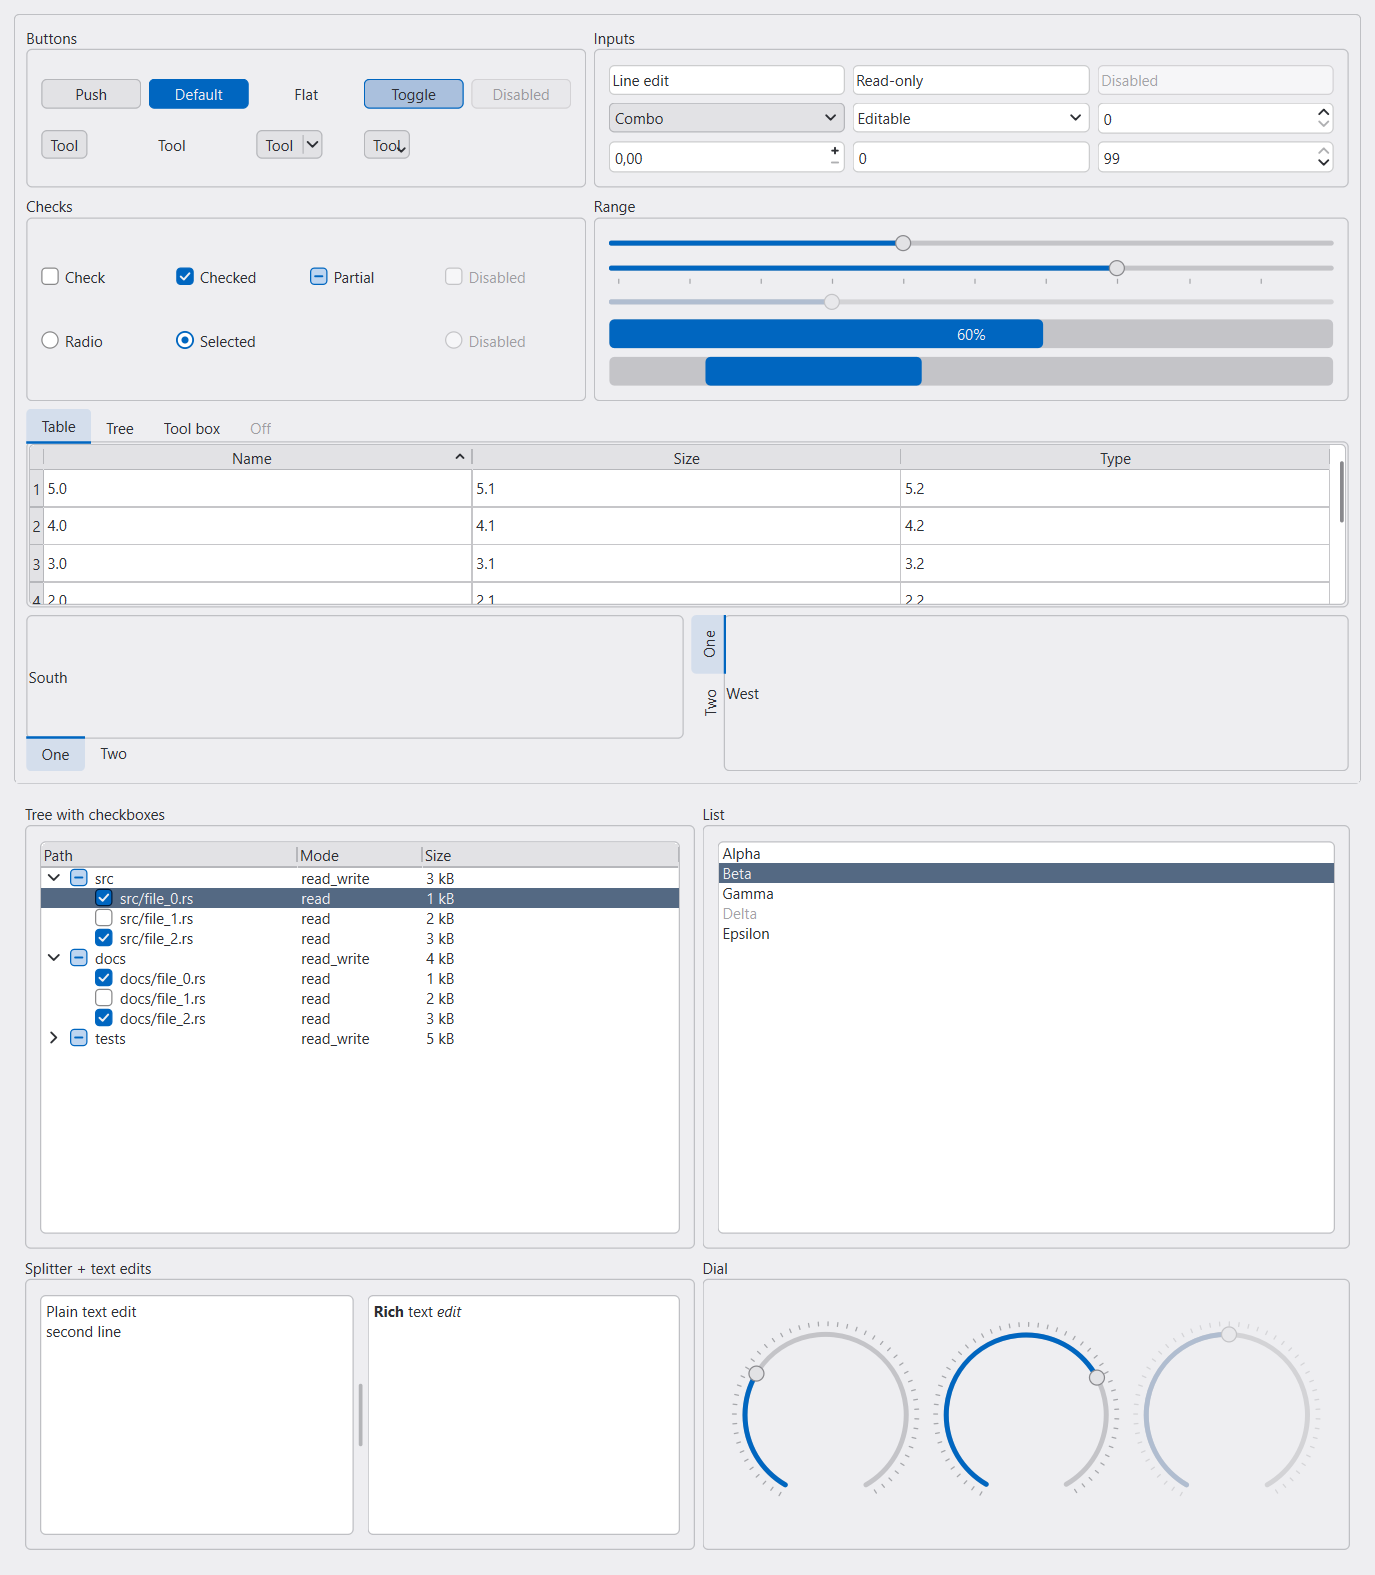 Buttons
Push Default Flat Toggle Disabled
Tool Tool Tool Tool
Inputs
Line edit Read-only Disabled
Combo Editable 0
0,00 0 99
Checks
Check Checked Partial Disabled
Radio Selected Disabled
Range
60%
Table Tree Tool box Off
Name Size Type
1 5.0 5.1 5.2
2 4.0 4.1 4.2
3 3.0 3.1 3.2
4 2.0 2.1 2.2
South
One Two
One
Two
West
Tree with checkboxes
Path Mode Size
src read_write 3 kB
src/file_0.rs read 1 kB
src/file_1.rs read 2 kB
src/file_2.rs read 3 kB
docs read_write 4 kB
docs/file_0.rs read 1 kB
docs/file_1.rs read 2 kB
docs/file_2.rs read 3 kB
tests read_write 5 kB
List
Alpha
Beta
Gamma
Delta
Epsilon
Splitter + text edits
Plain text edit
second line
Rich text edit
Dial